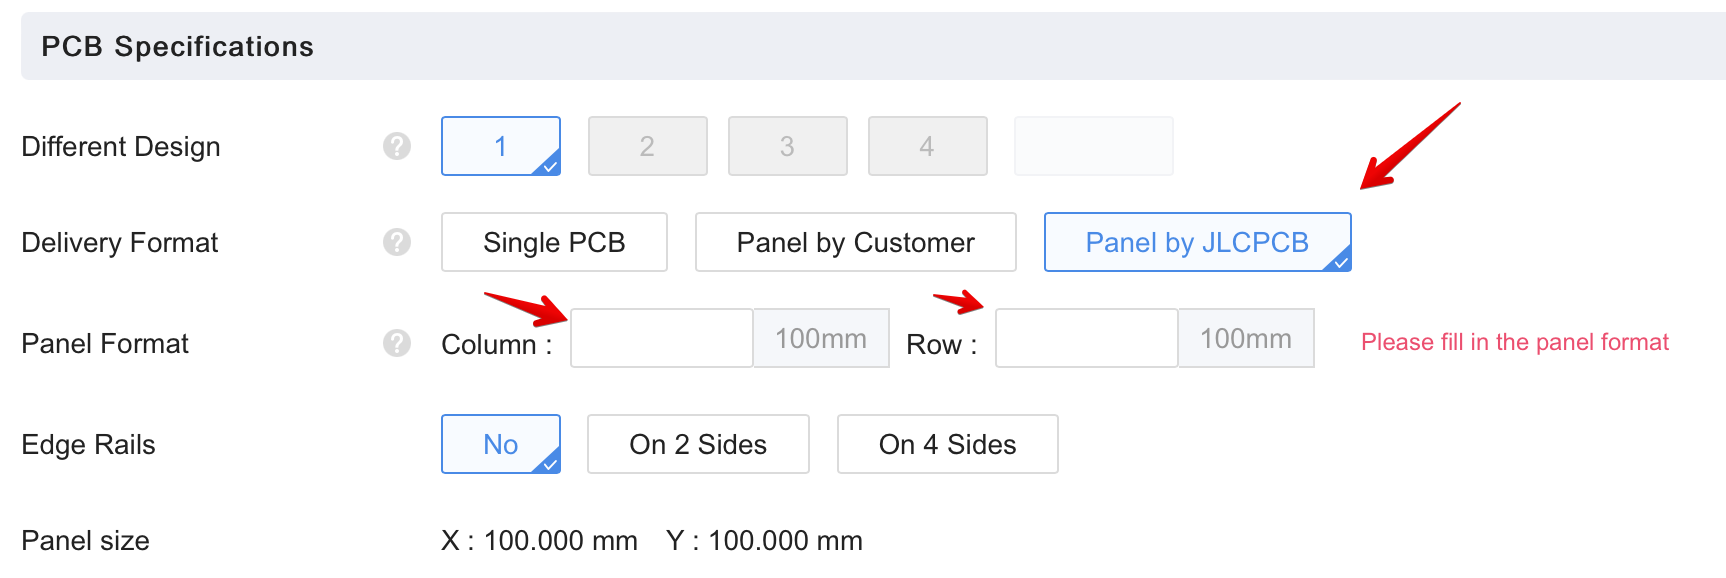 PCB Specifications
Different Design ? 1 2 3 4
Delivery Format ? Single PCB Panel by Customer Panel by JLCPCB
Panel Format ? Column : 100mm Row : 100mm Please fill in the panel format
Edge Rails No On 2 Sides On 4 Sides
Panel size X : 100.000 mm Y : 100.000 mm